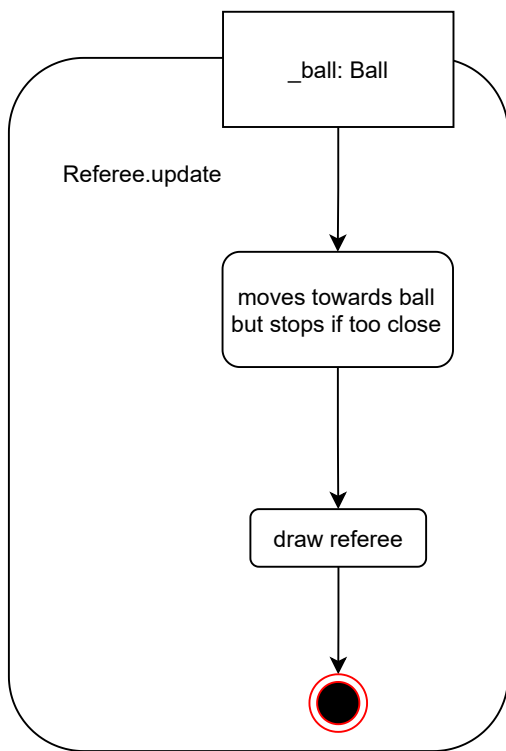 _ball: Ball
Referee.update
moves towards ball
but stops if too close
draw referee